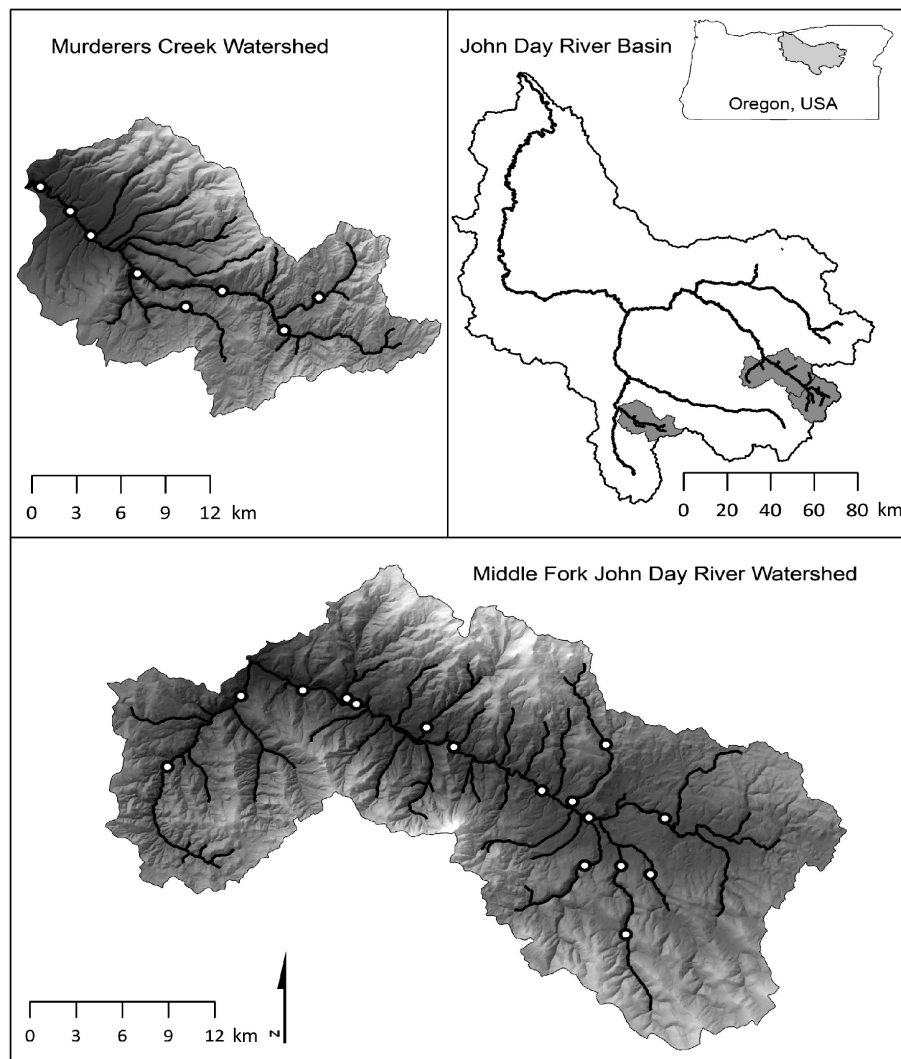 Murderers Creek Watershed
0 3 6 9 12 km
John Day River Basin
Oregon, USA
0 20 40 60 80 km
Middle Fork John Day River Watershed
0 3 6 9 12 km
N